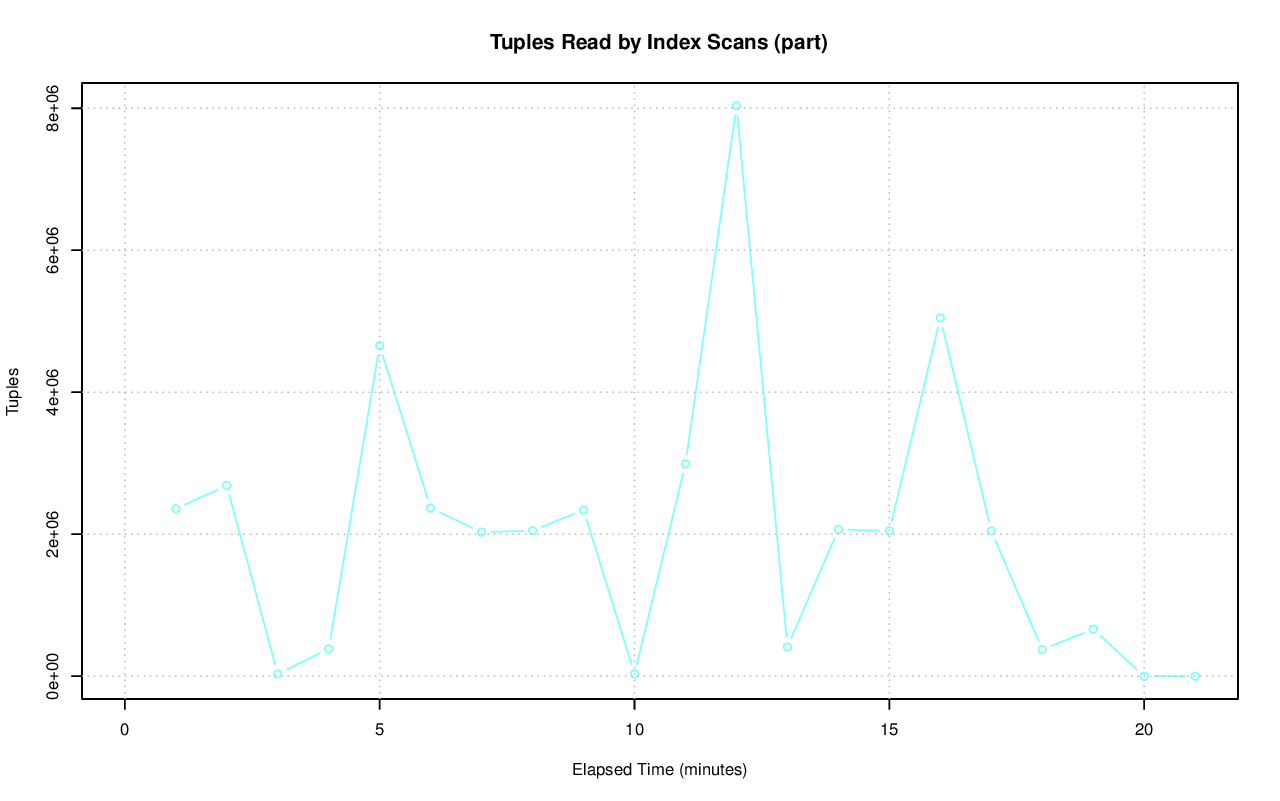 Tuples Read by Index Scans (part)
Tuples
8e+06
6e+06
4e+06
2e+06
0e+00
0 5 10 15 20
Elapsed Time (minutes)